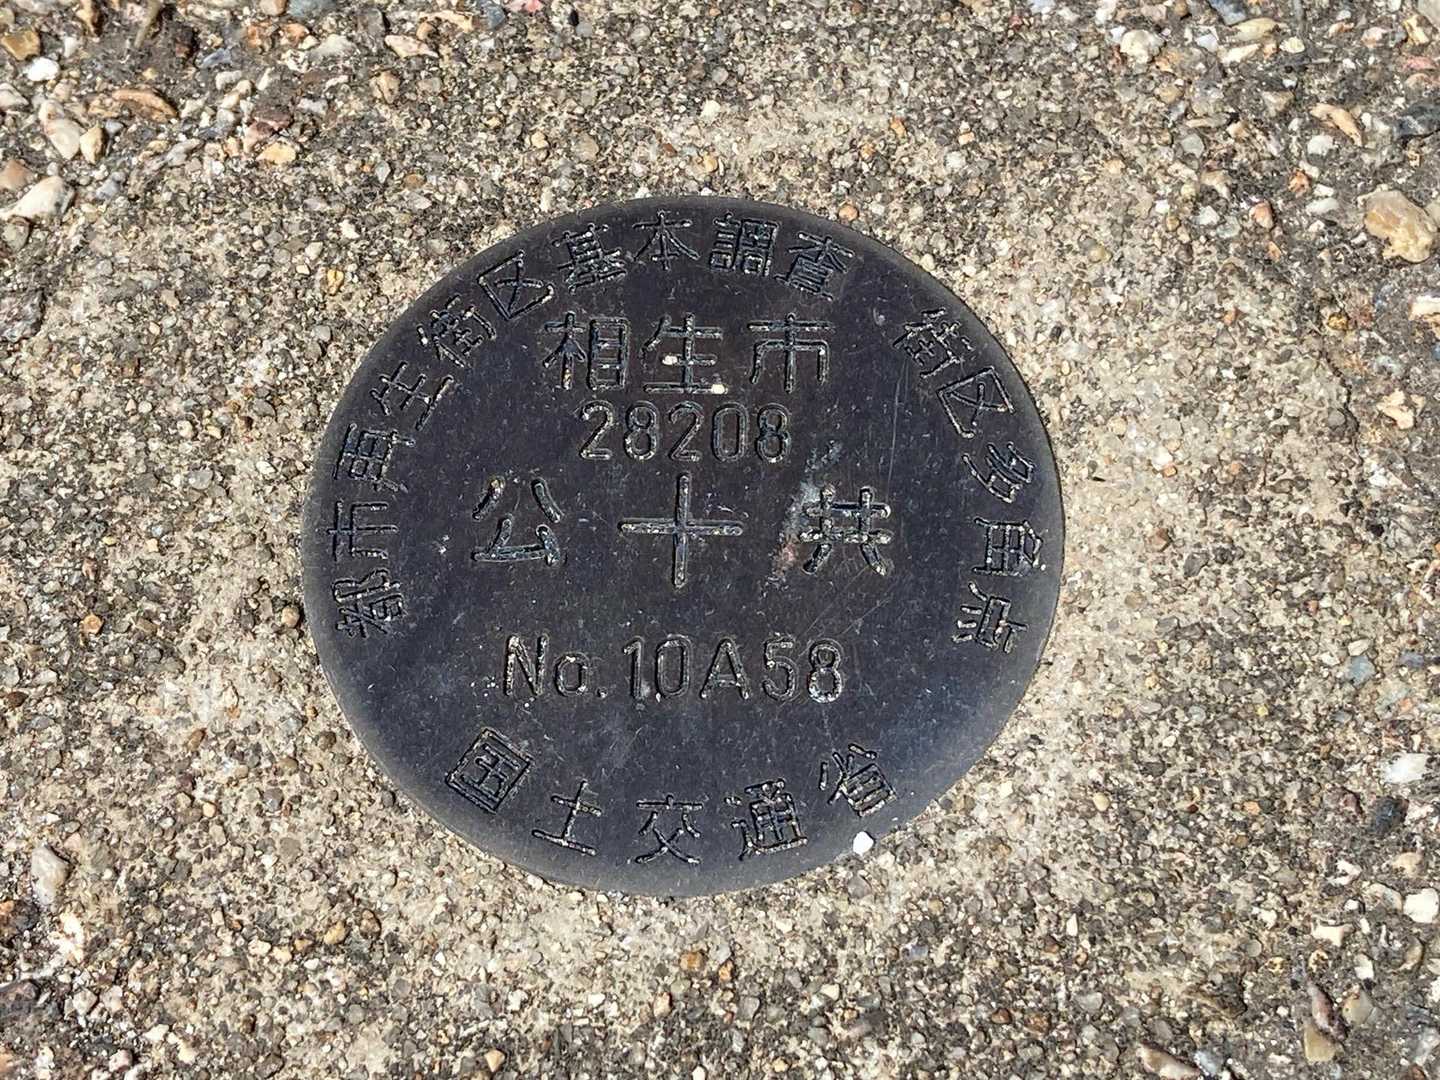 都市再生街区基本調査 街区多角点
相生市
28208
公 共
No.10A58
国土交通省